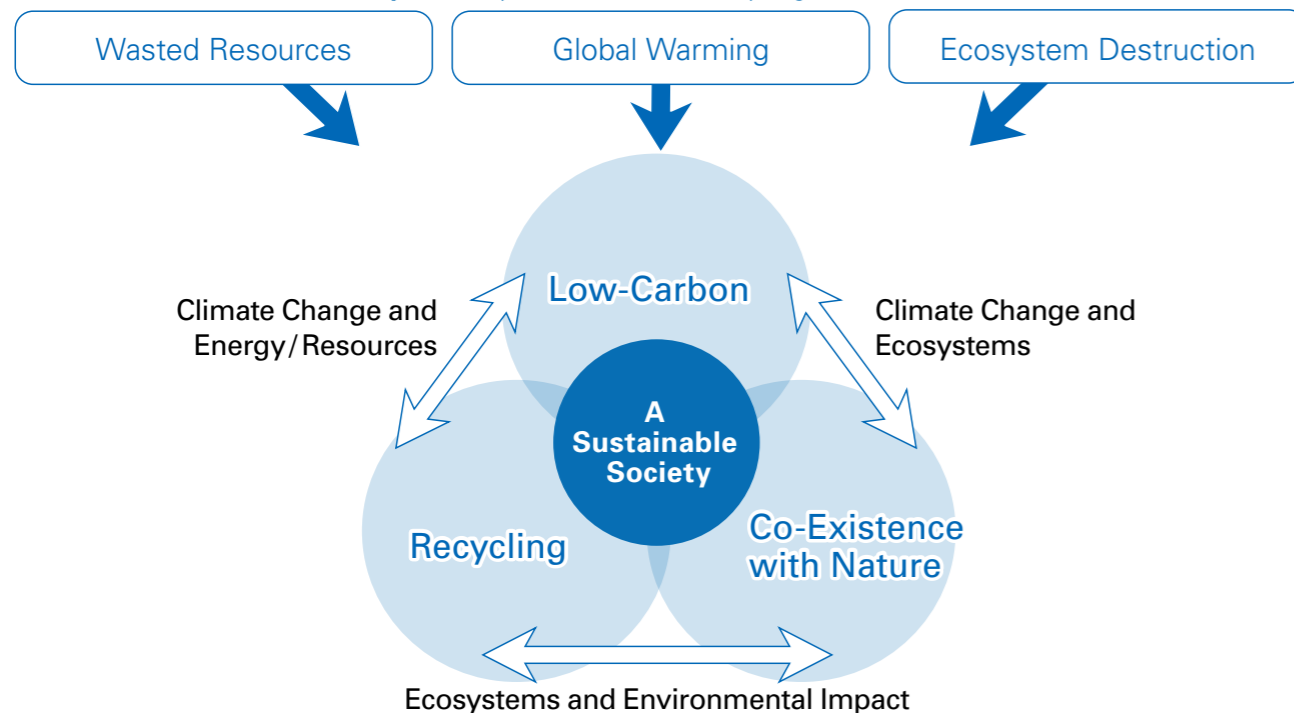 Wasted Resources
Global Warming
Ecosystem Destruction
Low-Carbon
Climate Change and
Energy/Resources
Climate Change and
Ecosystems
A
Sustainable
Society
Recycling
Co-Existence
with Nature
Ecosystems and Environmental Impact